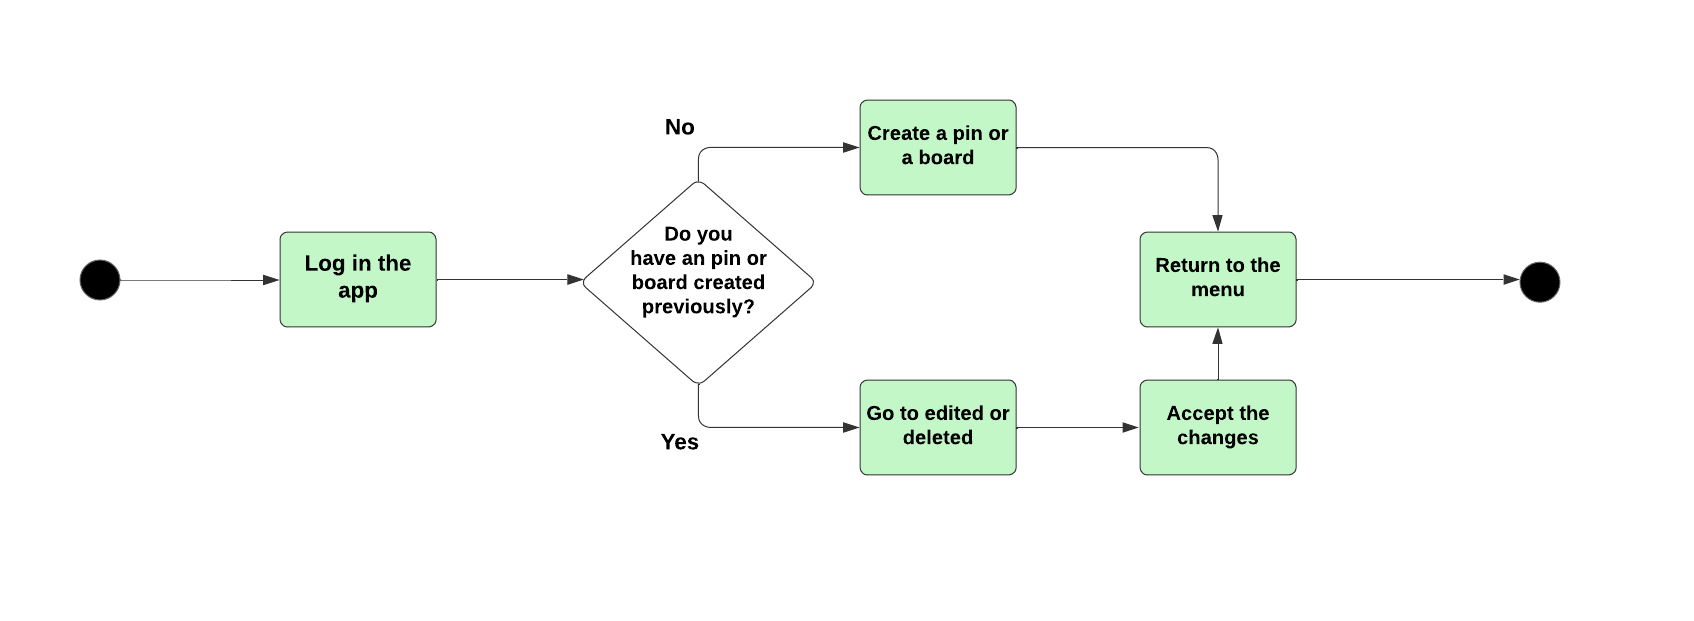 Log in the
app
Do you
have an pin or
board created
previously?
No
Create a pin or
a board
Yes
Go to edited or
deleted
Accept the
changes
Return to the
menu